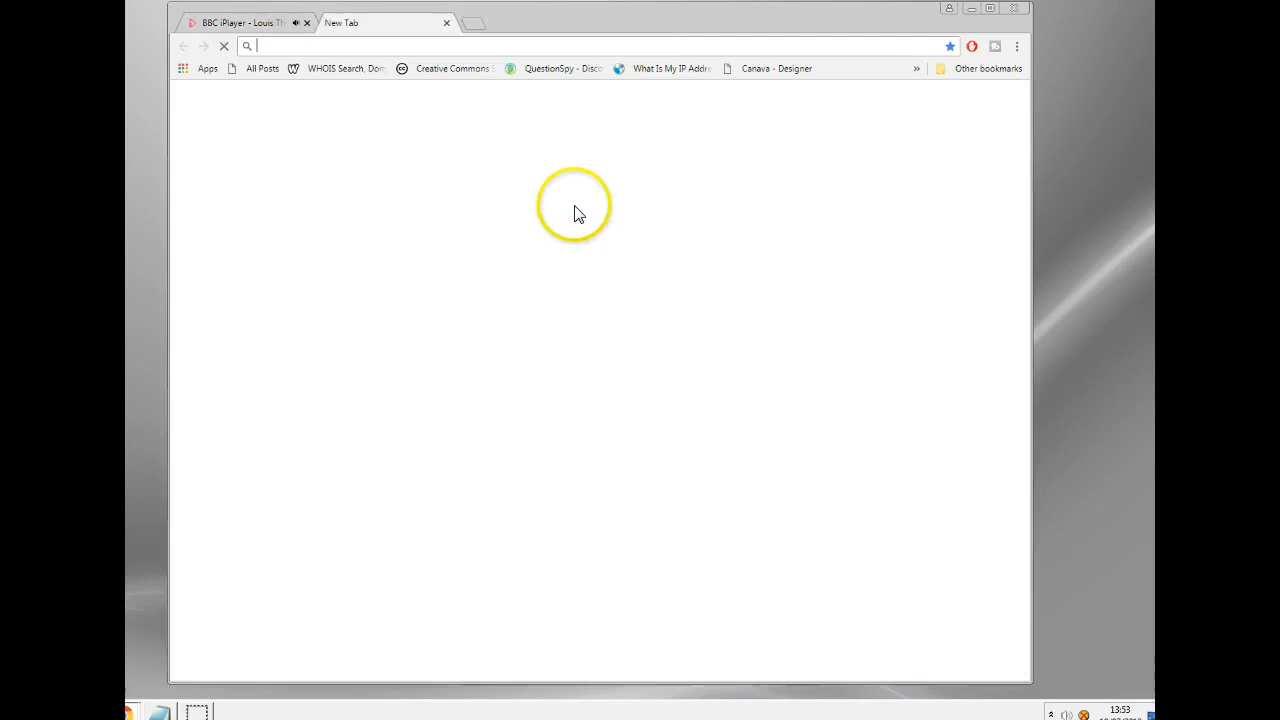 BBC iPlayer - Louis Th
New Tab
Apps
All Posts
WHOIS Search, Dom
Creative Commons S
QuestionSpy - Disco
What Is My IP Addre
Canava - Designer
»
Other bookmarks
13:53